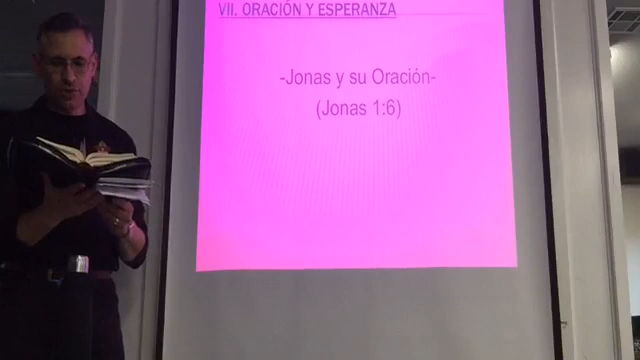 VII. ORACIÓN Y ESPERANZA
-Jonas y su Oración-
(Jonas 1:6)